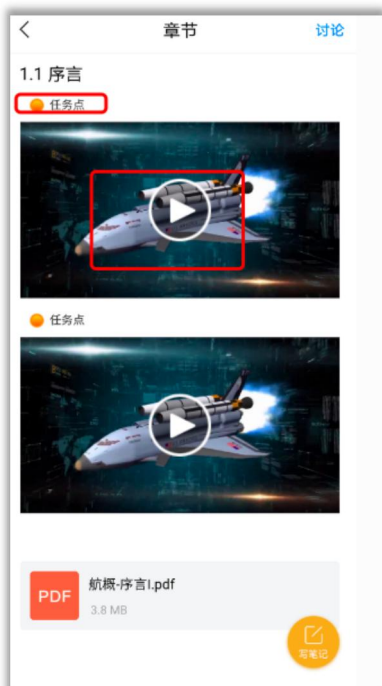 章节
讨论
1.1 序言
任务点
任务点
PDF
航概-序言I.pdf
3.8 MB
写笔记